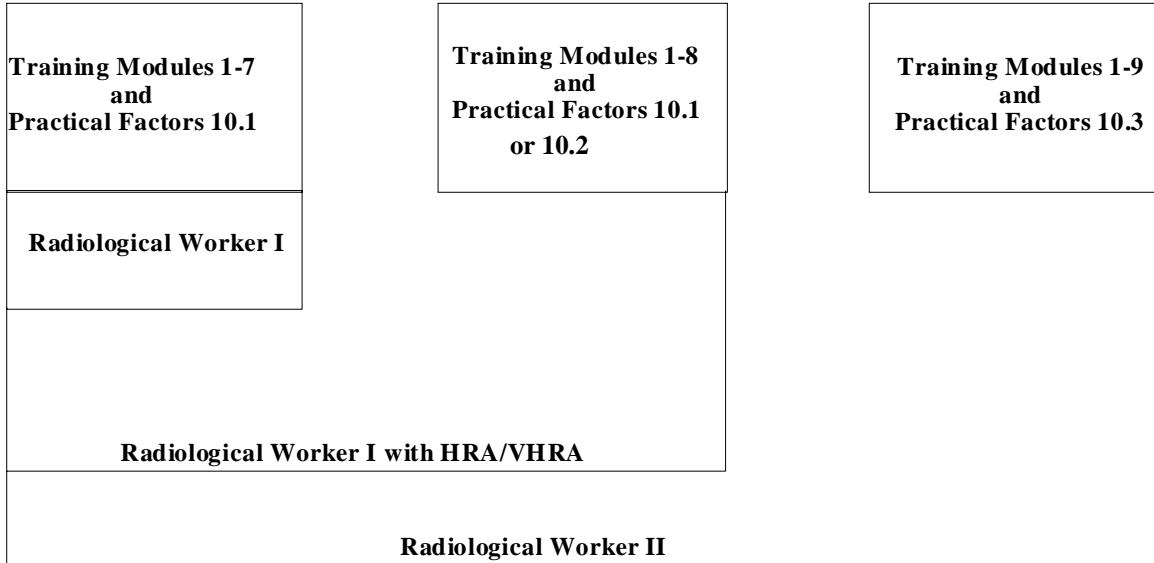 Training Modules 1-7
and
Practical Factors 10.1
Training Modules 1-8
and
Practical Factors 10.1
or 10.2
Training Modules 1-9
and
Practical Factors 10.3
Radiological Worker I
Radiological Worker I with HRA/VHRA
Radiological Worker II